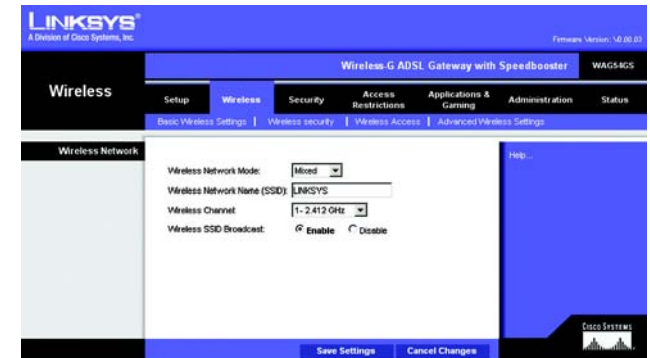 LINKSYS®
A Division of Cisco Systems, Inc.
Firmware Version: V0.00.03
Wireless-G ADSL Gateway with Speedbooster WAG54GS
Wireless
Setup Wireless Security Access Restrictions Applications & Gaming Administration Status
Basic Wireless Settings | Wireless security | Wireless Access | Advanced Wireless Settings
Wireless Network
Help...
Wireless Network Mode: Mixed
Wireless Network Name (SSID): LINKSYS
Wireless Channel: 1- 2.412 GHz
Wireless SSID Broadcast: Enable Disable
Save Settings Cancel Changes
CISCO SYSTEMS